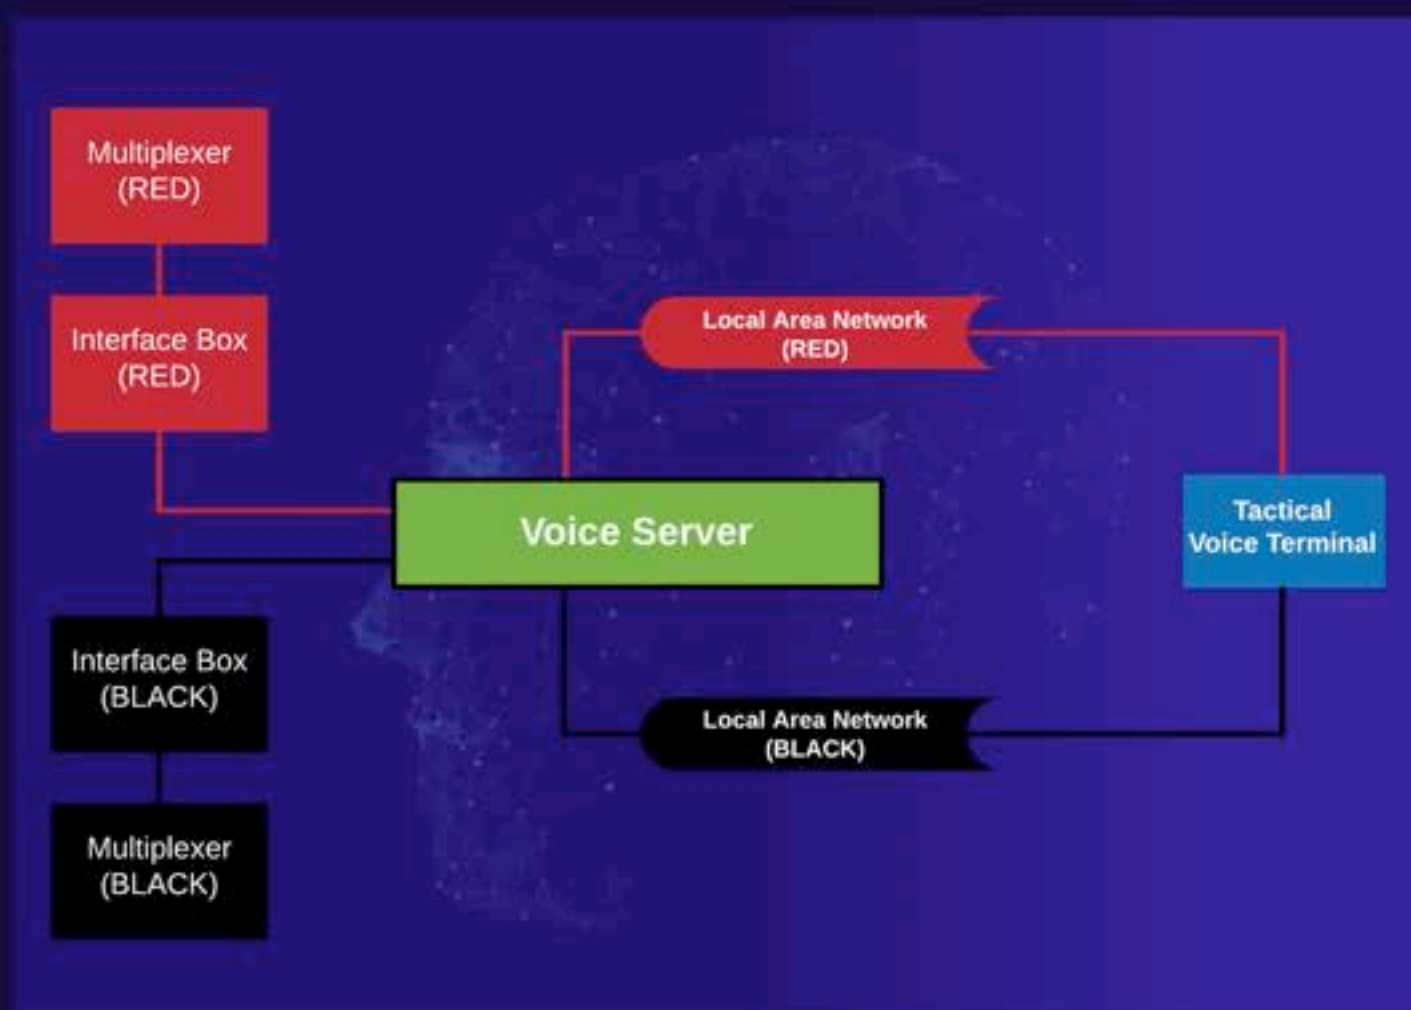 Multiplexer
(RED)
Interface Box
(RED)
Local Area Network
(RED)
Voice Server
Tactical
Voice Terminal
Interface Box
(BLACK)
Local Area Network
(BLACK)
Multiplexer
(BLACK)